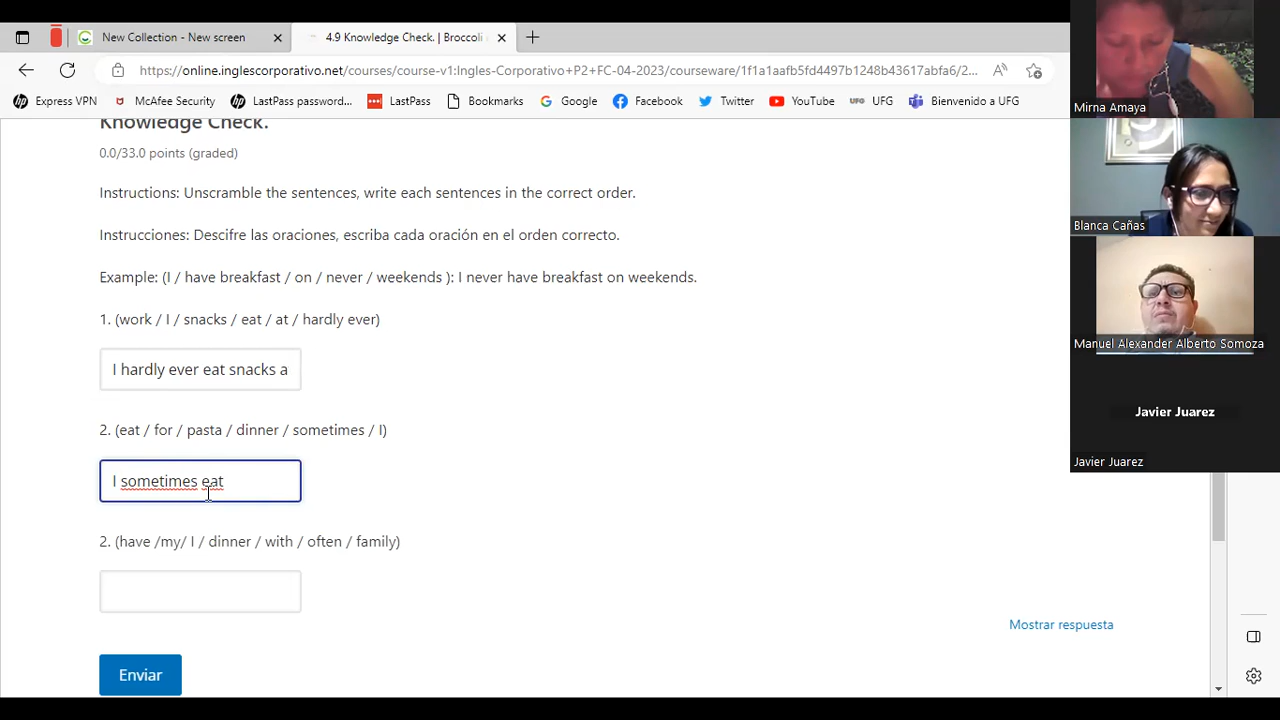 New Collection - New screen
4.9 Knowledge Check. | Broccoli
https://online.inglescorporativo.net/courses/course-v1:Ingles-Corporativo+P2+FC-04-2023/courseware/1f1a1aafb5fd4497b1248b43617abfa6/2...
Express VPN McAfee Security LastPass password... LastPass Bookmarks Google Facebook Twitter YouTube UFG UFG Bienvenido a UFG
Knowledge Check.
0.0/33.0 points (graded)
Instructions: Unscramble the sentences, write each sentences in the correct order.
Instrucciones: Descifre las oraciones, escriba cada oración en el orden correcto.
Example: (I / have breakfast / on / never / weekends ): I never have breakfast on weekends.
1. (work / I / snacks / eat / at / hardly ever)
I hardly ever eat snacks a
2. (eat / for / pasta / dinner / sometimes / I)
I sometimes eat
2. (have /my/ I / dinner / with / often / family)
Mostrar respuesta
Enviar
Mirna Amaya
Blanca Cañas
Manuel Alexander Alberto Somoza
Javier Juarez
Javier Juarez